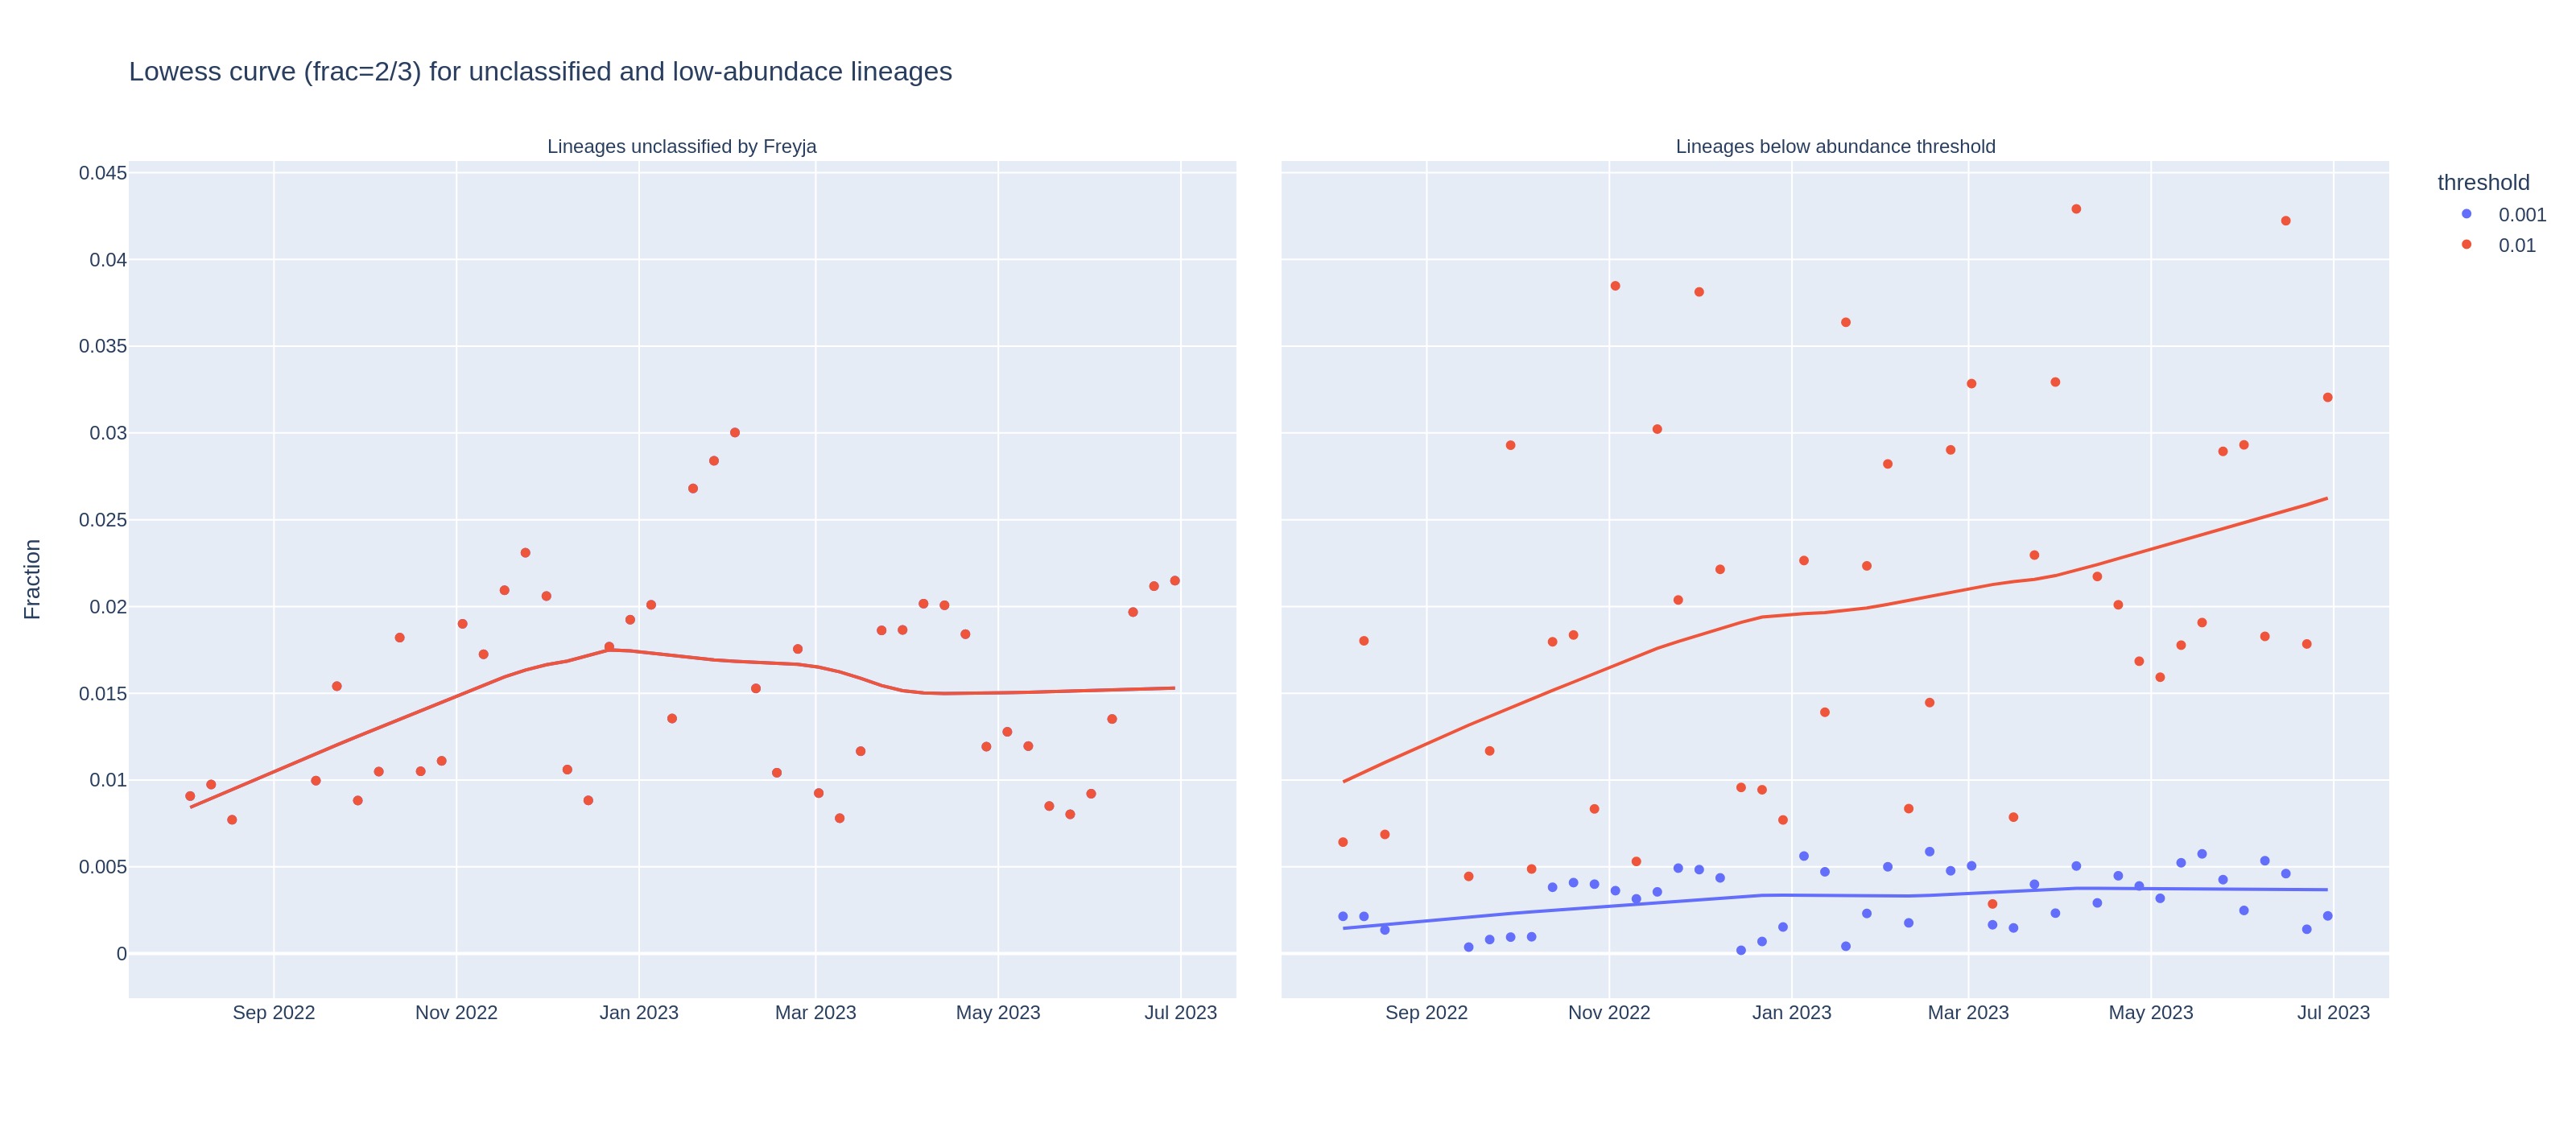 Lowess curve (frac=2/3) for unclassified and low-abundace lineages
Lineages unclassified by Freyja
Lineages below abundance threshold
threshold
0.001
0.01
Fraction
0.045
0.04
0.035
0.03
0.025
0.02
0.015
0.01
0.005
0
Sep 2022
Nov 2022
Jan 2023
Mar 2023
May 2023
Jul 2023
Sep 2022
Nov 2022
Jan 2023
Mar 2023
May 2023
Jul 2023